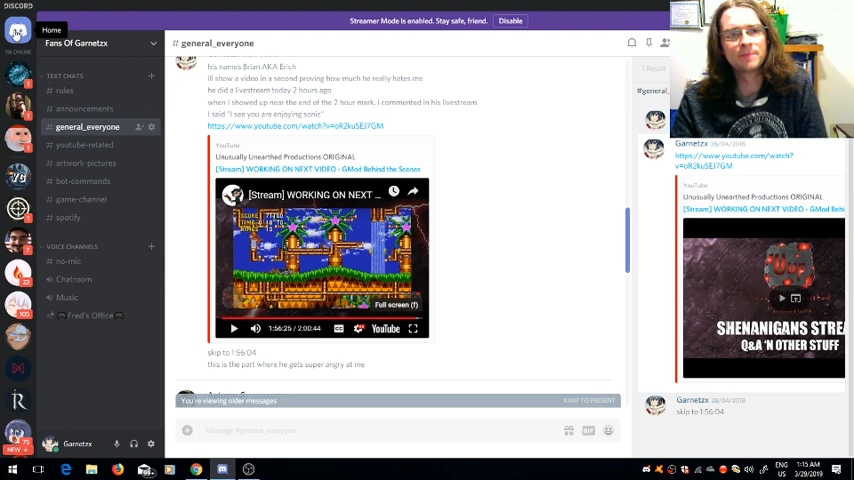 DISCORD
Streamer Mode is enabled. Stay safe, friend.
Disable
Home
Fans Of Garnetzx
# general_everyone
TEXT CHATS
# rules
# announcements
# general_everyone
# youtube-related
# artwork-pictures
# bot-commands
# game-channel
# spotify
VOICE CHANNELS
# no-mic
Chatroom
Music
Fred's Office
Garnetzx
NEW
his names Brian AKA Erich
ill show a video in a second proving how much he really hates me
he did a livestream today 2 hours ago
when I showed up near the end of the 2 hour mark, I commented in his livestream
I said "I see you are enjoying sonic"
https://www.youtube.com/watch?v=oR2ku5EJ7GM
YouTube
Unusually Unearthed Productions ORIGINAL
[Stream] WORKING ON NEXT VIDEO - GMod Behind the Scenes
[Stream] WORKING ON NEXT ...
Full screen (f)
1:56:25 / 2:00:44
YouTube
skip to 1:56:04
this is the part where he gets super angry at me
You're viewing older messages
JUMP TO PRESENT
Message #general_everyone
GIF
1 Result
#general_
Garnetzx 28/04/2018
https://www.youtube.com/watch?
v=oR2ku5EJ7GM
YouTube
Unusually Unearthed Productions ORIGINAL
[Stream] WORKING ON NEXT VIDEO - GMod Behi
SHENANIGANS STREA
Q&A 'N OTHER STUFF
Garnetzx 28/04/2018
skip to 1:56:04
ENG
US
1:15 AM
3/29/2019